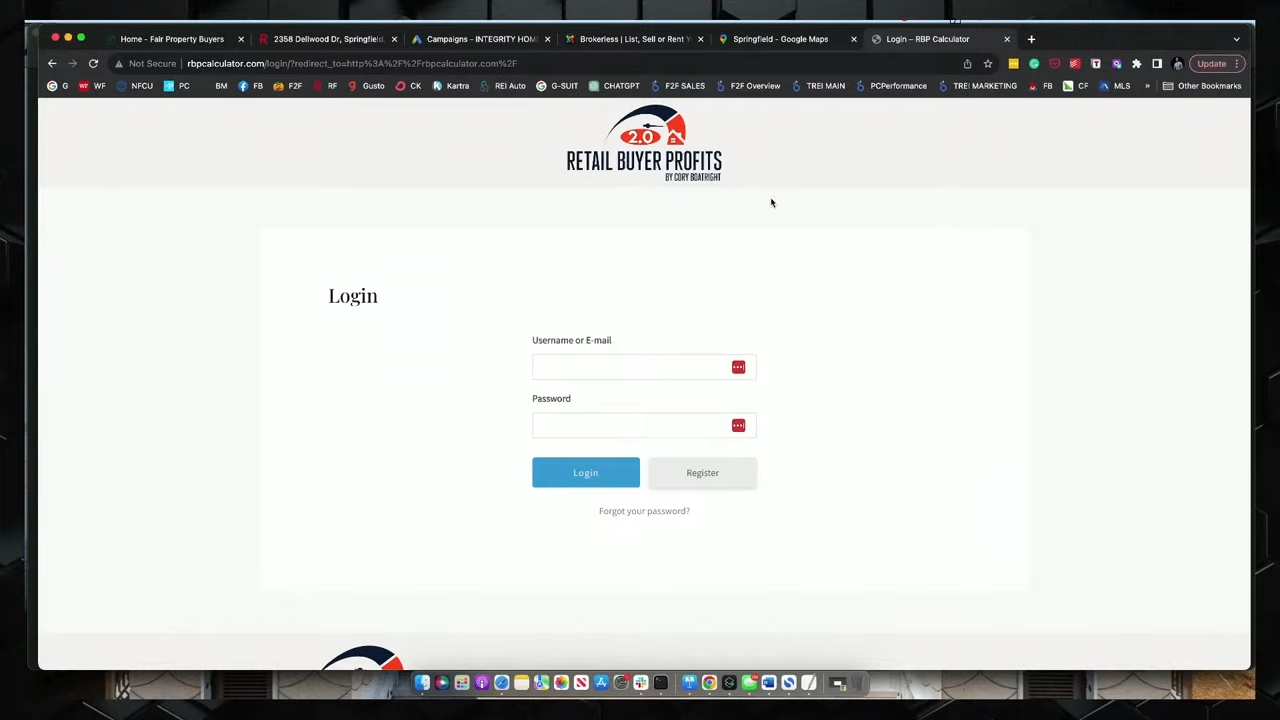 Home - Fair Property Buyers
2358 Dellwood Dr, Springfield,
Campaigns - INTEGRITY HOM
Brokerless | List, Sell or Rent Y
Springfield - Google Maps
Login – RBP Calculator
Not Secure | rbpcalculator.com/login/?redirect_to=http%3A%2F%2Frbpcalculator.com%2F
Update
G
WF
NFCU
PC
BM
FB
F2F
RF
Gusto
CK
Kartra
REI Auto
G-SUIT
CHATGPT
F2F SALES
F2F Overview
TREI MAIN
PCPerformance
TREI MARKETING
FB
CF
MLS
»
Other Bookmarks
2.0
RETAIL BUYER PROFITS
BY CORY BOATRIGHT
Login
Username or E-mail
Password
Login
Register
Forgot your password?